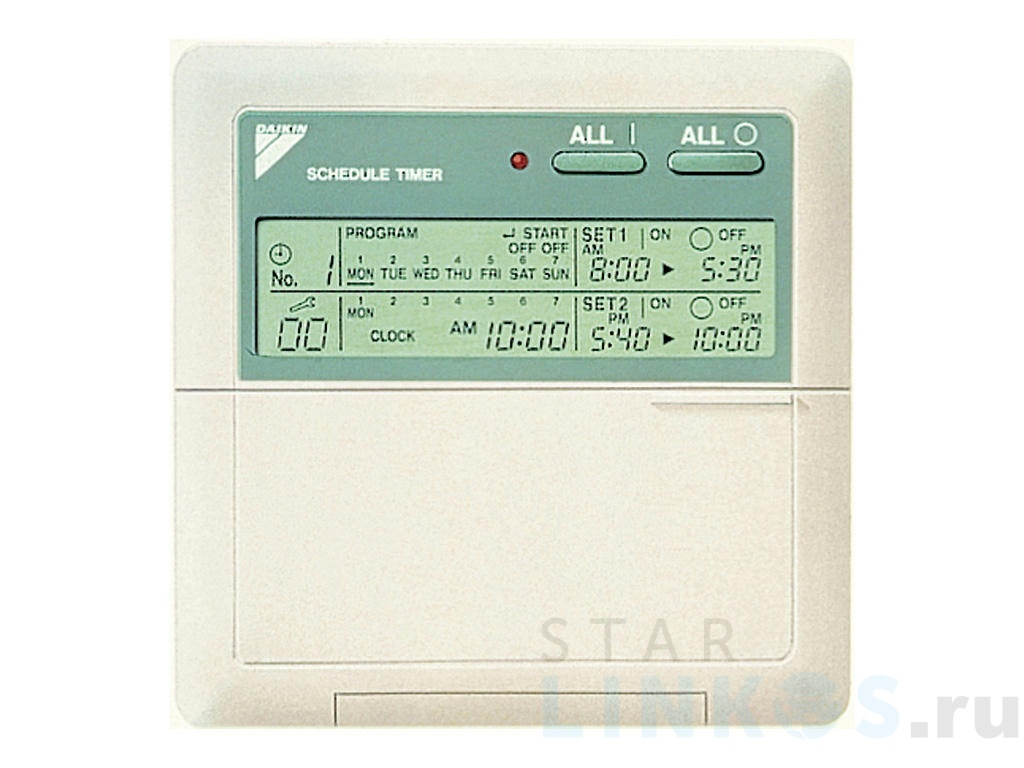 DAIKIN
SCHEDULE TIMER
ALL |
ALL ○
PROGRAM
START
OFF OFF
No. 1
1 2 3 4 5 6 7
MON TUE WED THU FRI SAT SUN
SET1 | ON ○ OFF
AM PM
8:00 ▶ 5:30
00
1 2 3 4 5 6 7
MON
CLOCK AM 10:00
SET2 | ON ○ OFF
PM PM
5:40 ▶ 10:00
STAR
LINKOS.ru